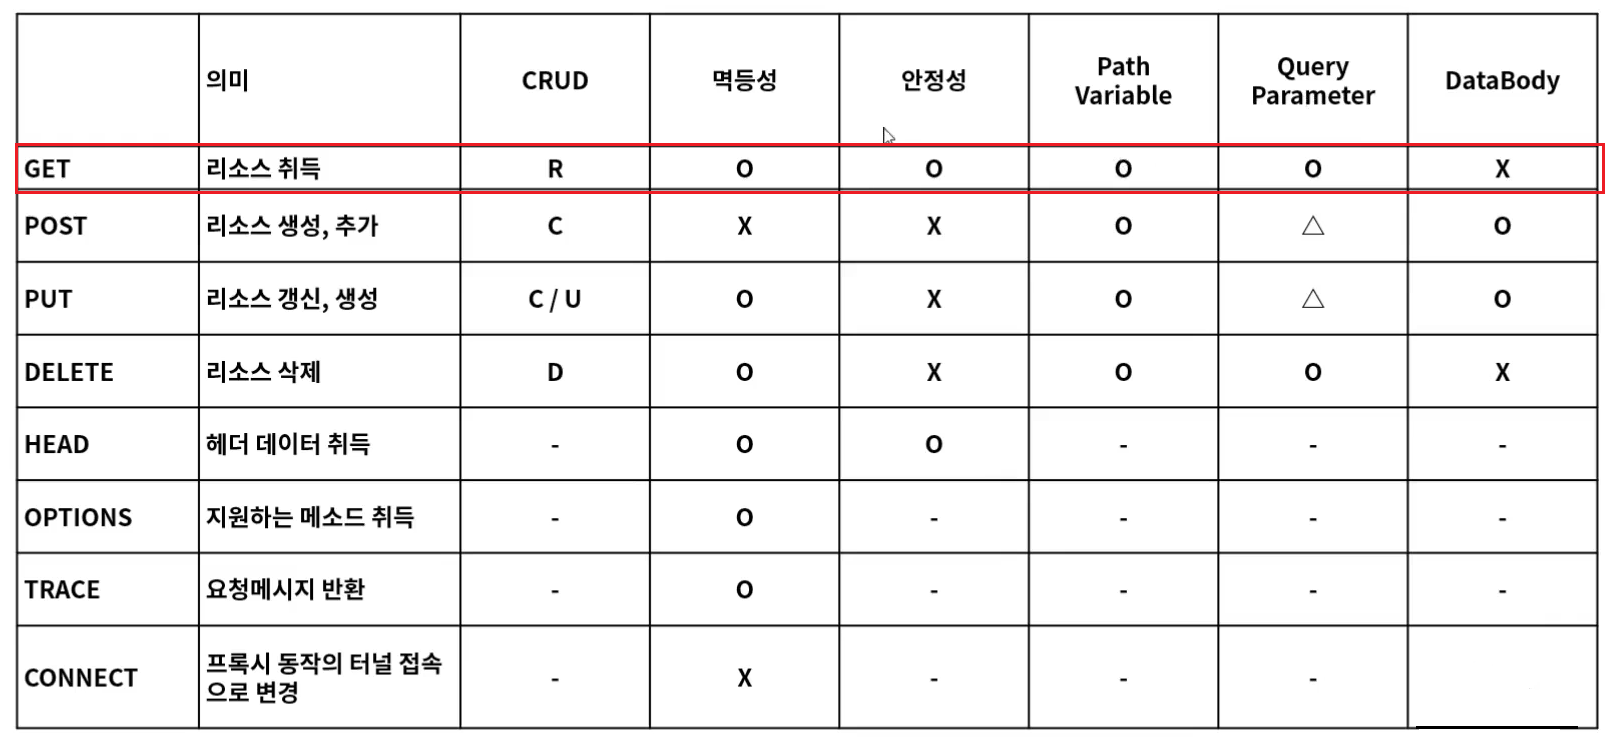 의미 CRUD 멱등성 안정성 Path Variable Query Parameter DataBody
GET 리소스 취득 R O O O O X
POST 리소스 생성, 추가 C X X O △ O
PUT 리소스 갱신, 생성 C / U O X O △ O
DELETE 리소스 삭제 D O X O O X
HEAD 헤더 데이터 취득 - O O - - -
OPTIONS 지원하는 메소드 취득 - O - - - -
TRACE 요청메시지 반환 - O - - - -
CONNECT 프록시 동작의 터널 접속
으로 변경 - X - - -